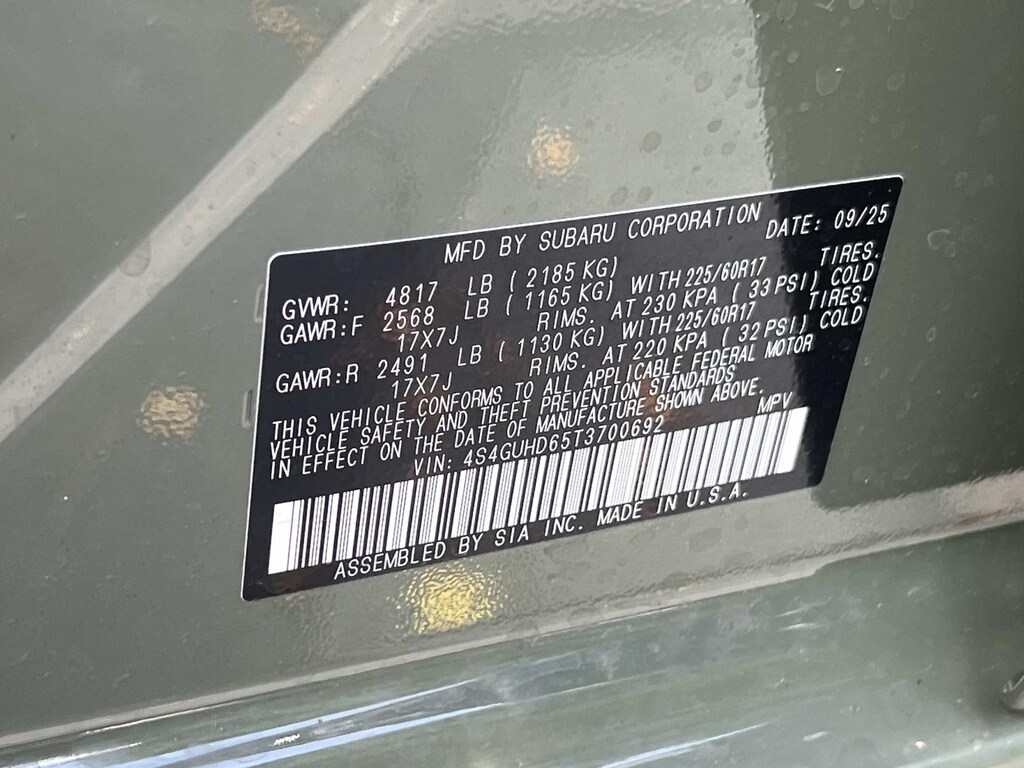 MFD BY SUBARU CORPORATION DATE: 09/25
GVWR: 4817 LB ( 2185 KG)
GAWR:F 2568 LB ( 1165 KG) WITH 225/60R17 TIRES.
17X7J RIMS. AT 230 KPA ( 33 PSI) COLD
GAWR:R 2491 LB ( 1130 KG) WITH 225/60R17 TIRES.
17X7J RIMS. AT 220 KPA ( 32 PSI) COLD
THIS VEHICLE CONFORMS TO ALL APPLICABLE FEDERAL MOTOR
VEHICLE SAFETY AND THEFT PREVENTION STANDARDS
IN EFFECT ON THE DATE OF MANUFACTURE SHOWN ABOVE.
VIN: 4S4GUHD65T3700692 MPV
ASSEMBLED BY SIA INC. MADE IN U.S.A.